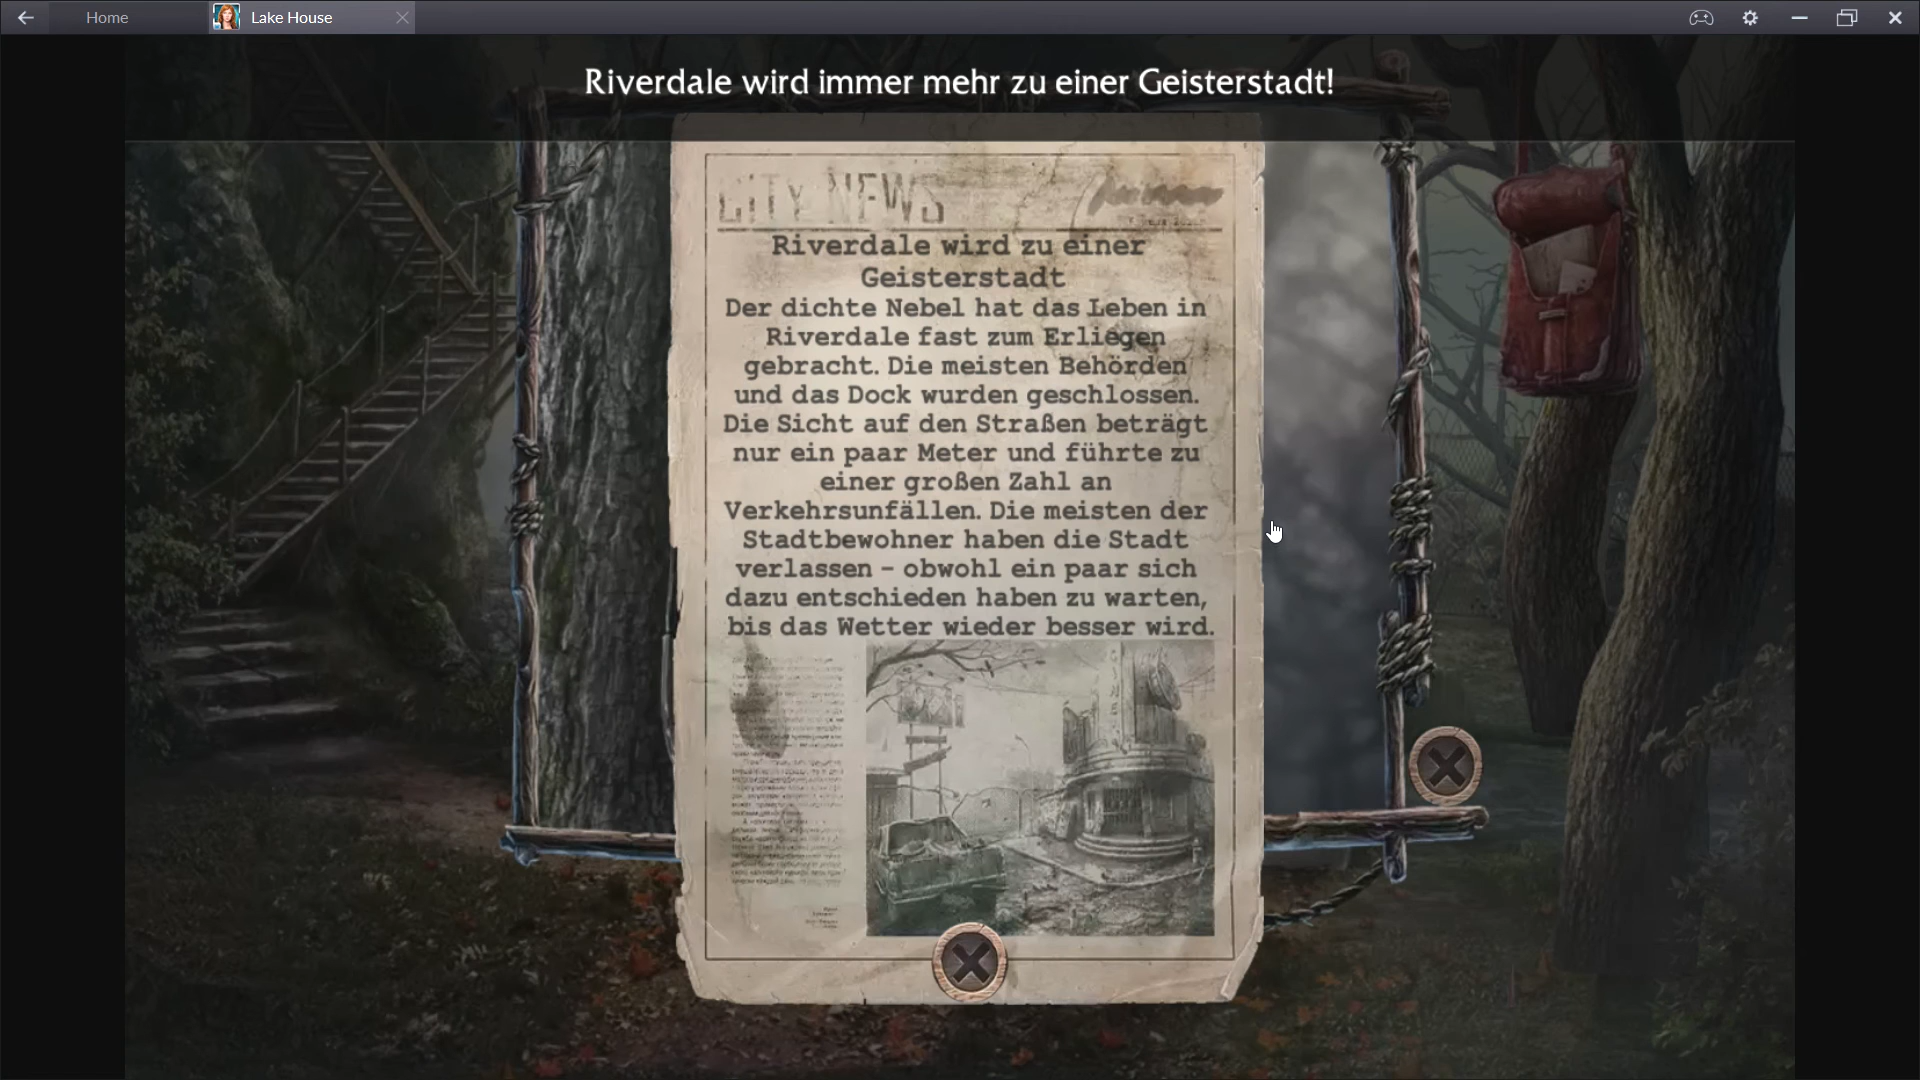 Home
Lake House
Riverdale wird immer mehr zu einer Geisterstadt!
CITY NEWS
Riverdale wird zu einer
Geisterstadt
Der dichte Nebel hat das Leben in
Riverdale fast zum Erliegen
gebracht. Die meisten Behörden
und das Dock wurden geschlossen.
Die Sicht auf den Straßen beträgt
nur ein paar Meter und führte zu
einer großen Zahl an
Verkehrsunfällen. Die meisten der
Stadtbewohner haben die Stadt
verlassen - obwohl ein paar sich
dazu entschieden haben zu warten,
bis das Wetter wieder besser wird.